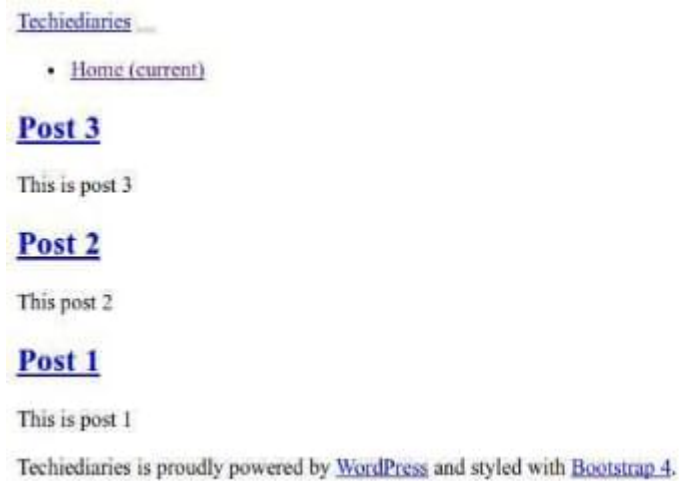 Techiediaries
Home (current)
Post 3
This is post 3
Post 2
This post 2
Post 1
This is post 1
Techiediaries is proudly powered by WordPress and styled with Bootstrap 4.